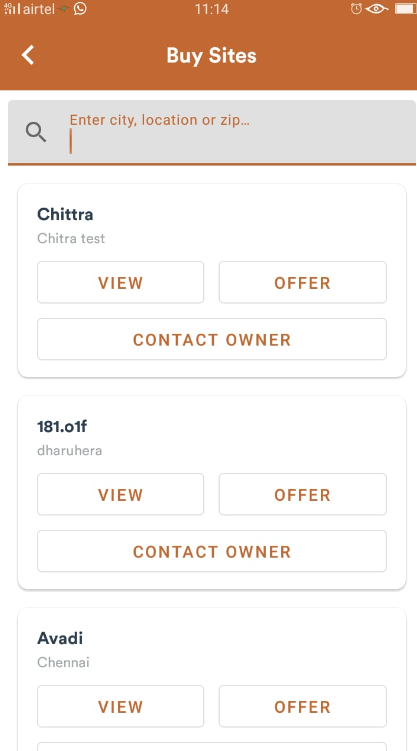 4G airtel 11:14
Buy Sites
Enter city, location or zip...
Chittra
Chitra test
VIEW OFFER
CONTACT OWNER
181.o1f
dharuhera
VIEW OFFER
CONTACT OWNER
Avadi
Chennai
VIEW OFFER